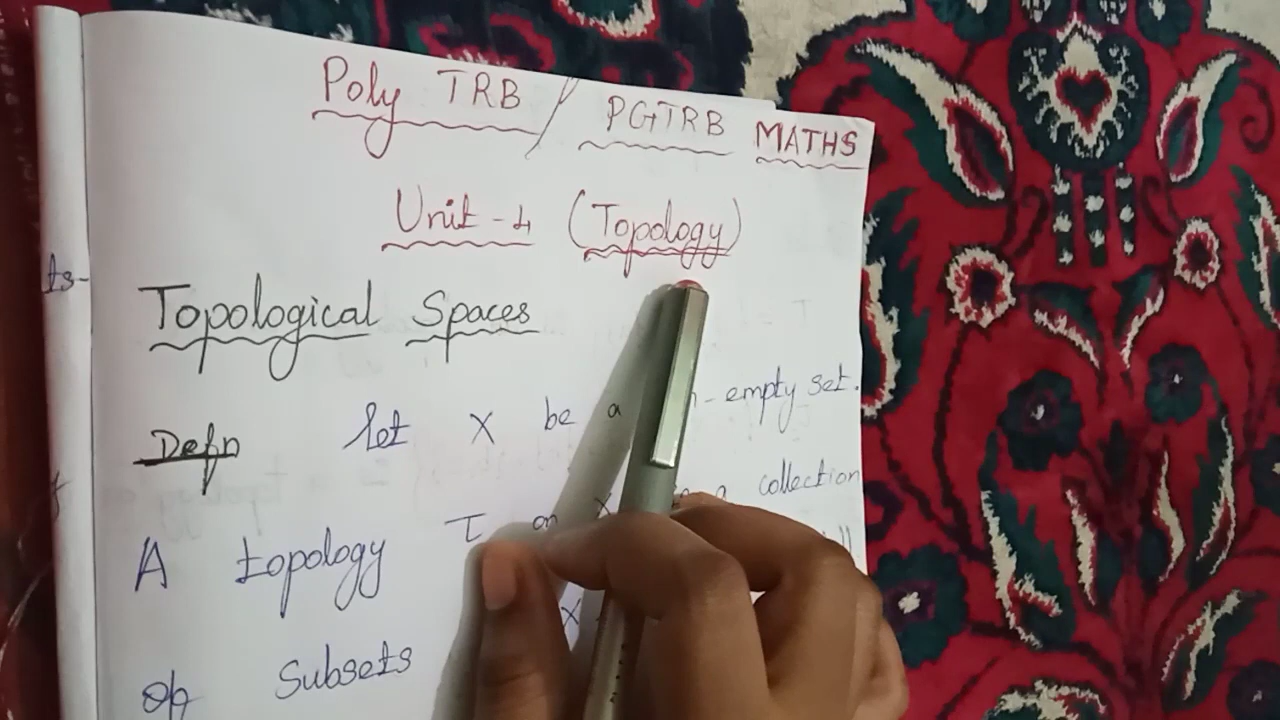 Poly TRB / PGTRB MATHS
Unit-4 (Topology)
Topological Spaces
Defn Let X be a empty set.
A topology τ on X a collection
of Subsets X